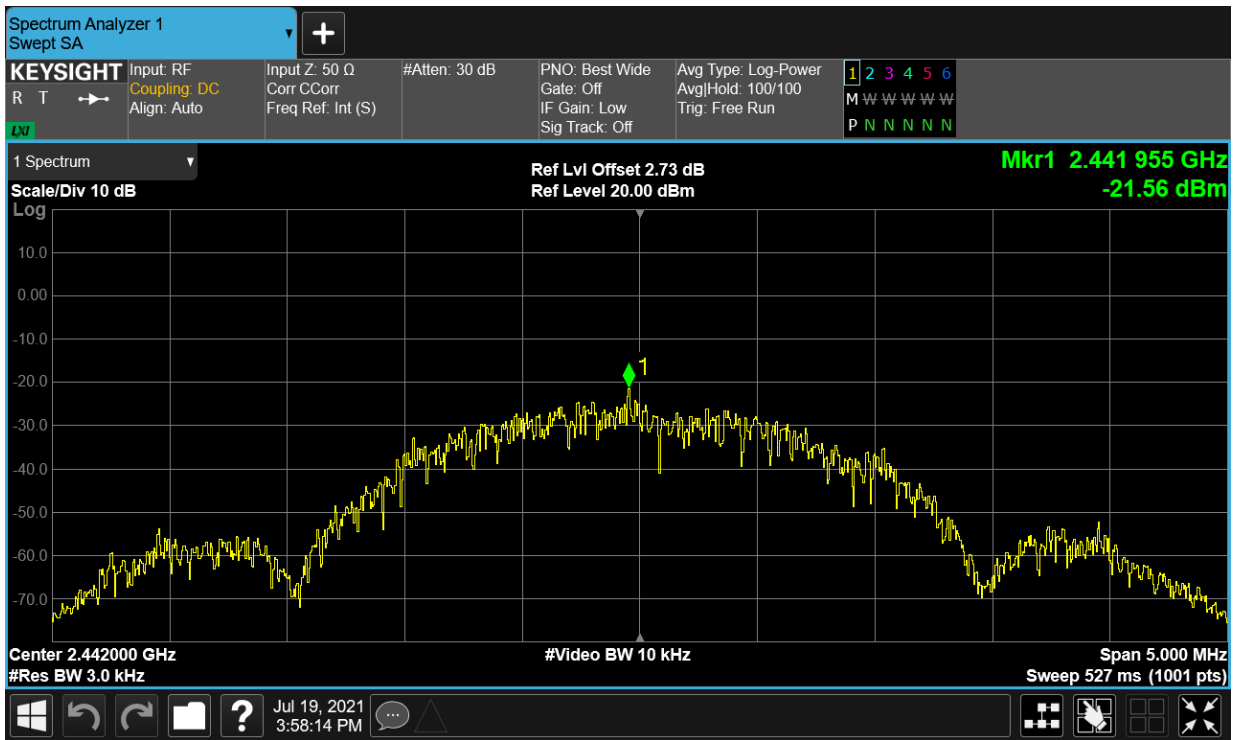 Spectrum Analyzer 1
Swept SA
+
KEYSIGHT
R T
LXI
Input: RF
Coupling: DC
Align: Auto
Input Z: 50 Ω
Corr CCorr
Freq Ref: Int (S)
#Atten: 30 dB
PNO: Best Wide
Gate: Off
IF Gain: Low
Sig Track: Off
Avg Type: Log-Power
Avg|Hold: 100/100
Trig: Free Run
1 2 3 4 5 6
M W W W W W
P N N N N N
1 Spectrum
Scale/Div 10 dB
Log
Ref Lvl Offset 2.73 dB
Ref Level 20.00 dBm
Mkr1 2.441 955 GHz
-21.56 dBm
10.0
0.00
-10.0
-20.0
-30.0
-40.0
-50.0
-60.0
-70.0
1
Center 2.442000 GHz
#Res BW 3.0 kHz
#Video BW 10 kHz
Span 5.000 MHz
Sweep 527 ms (1001 pts)
?
Jul 19, 2021
3:58:14 PM